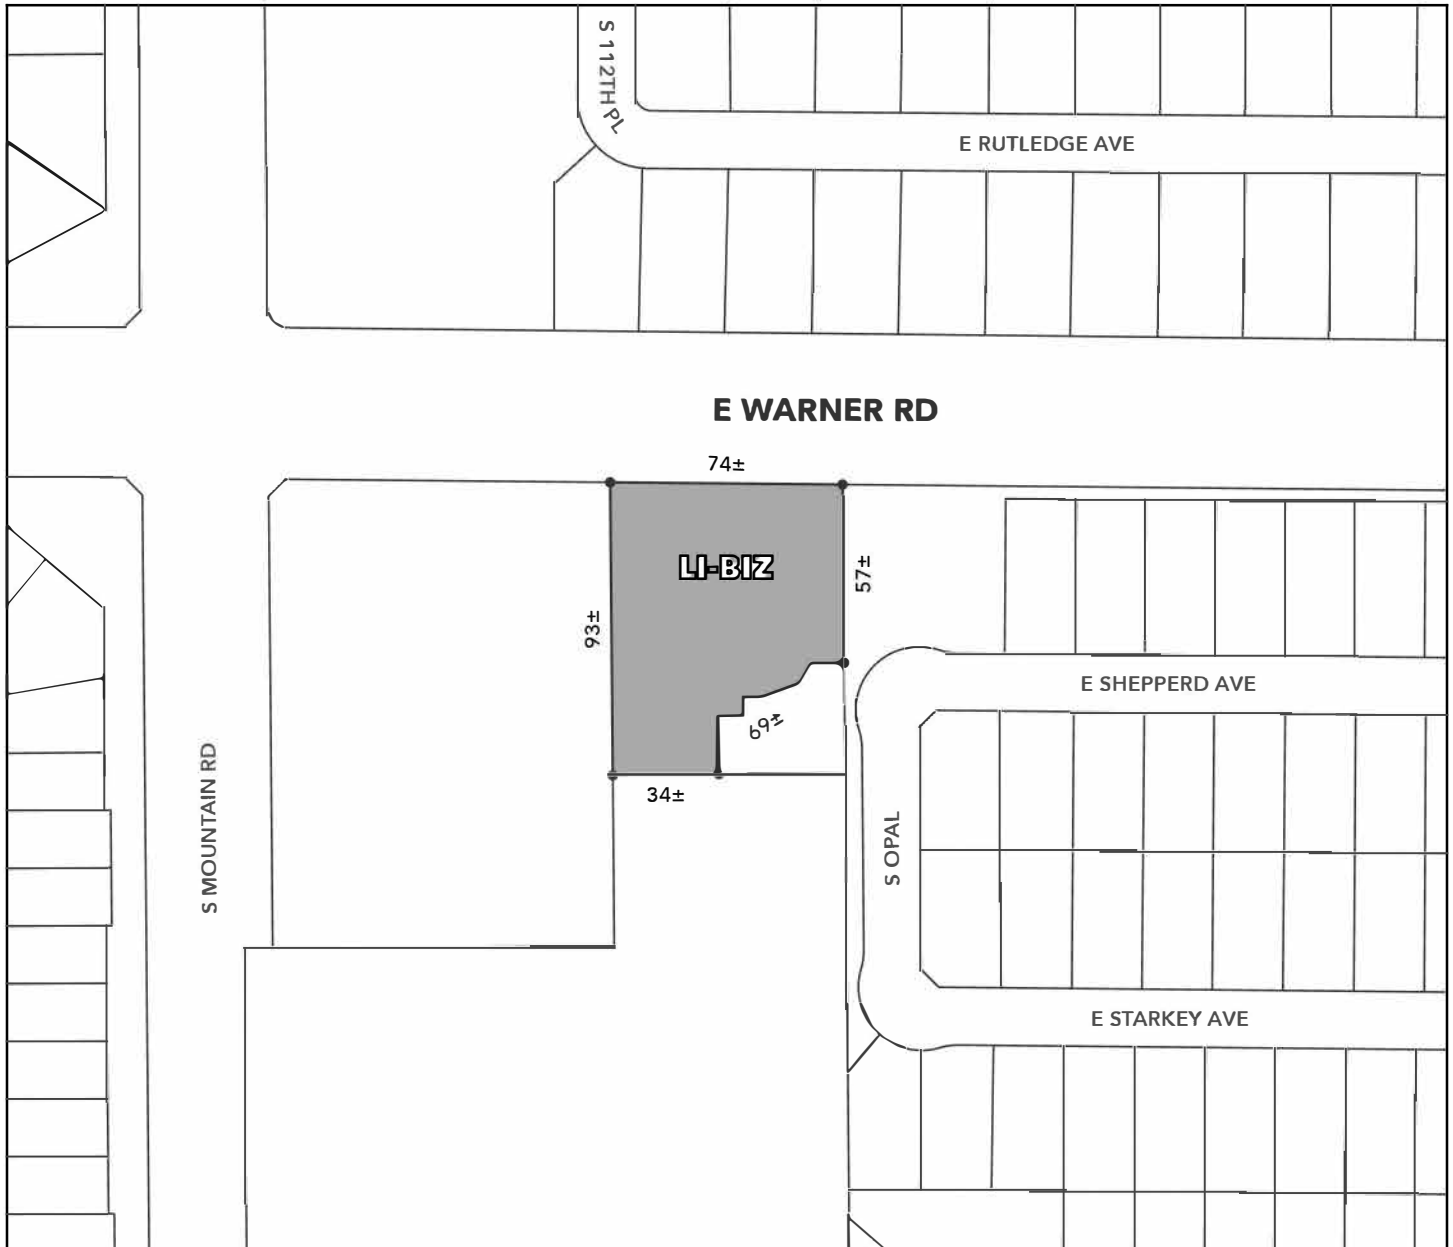 S 112TH PL
E RUTLEDGE AVE
E WARNER RD
74±
LI-BIZ
57±
93±
E SHEPPERD AVE
69±
S MOUNTAIN RD
34±
S OPAL
E STARKEY AVE